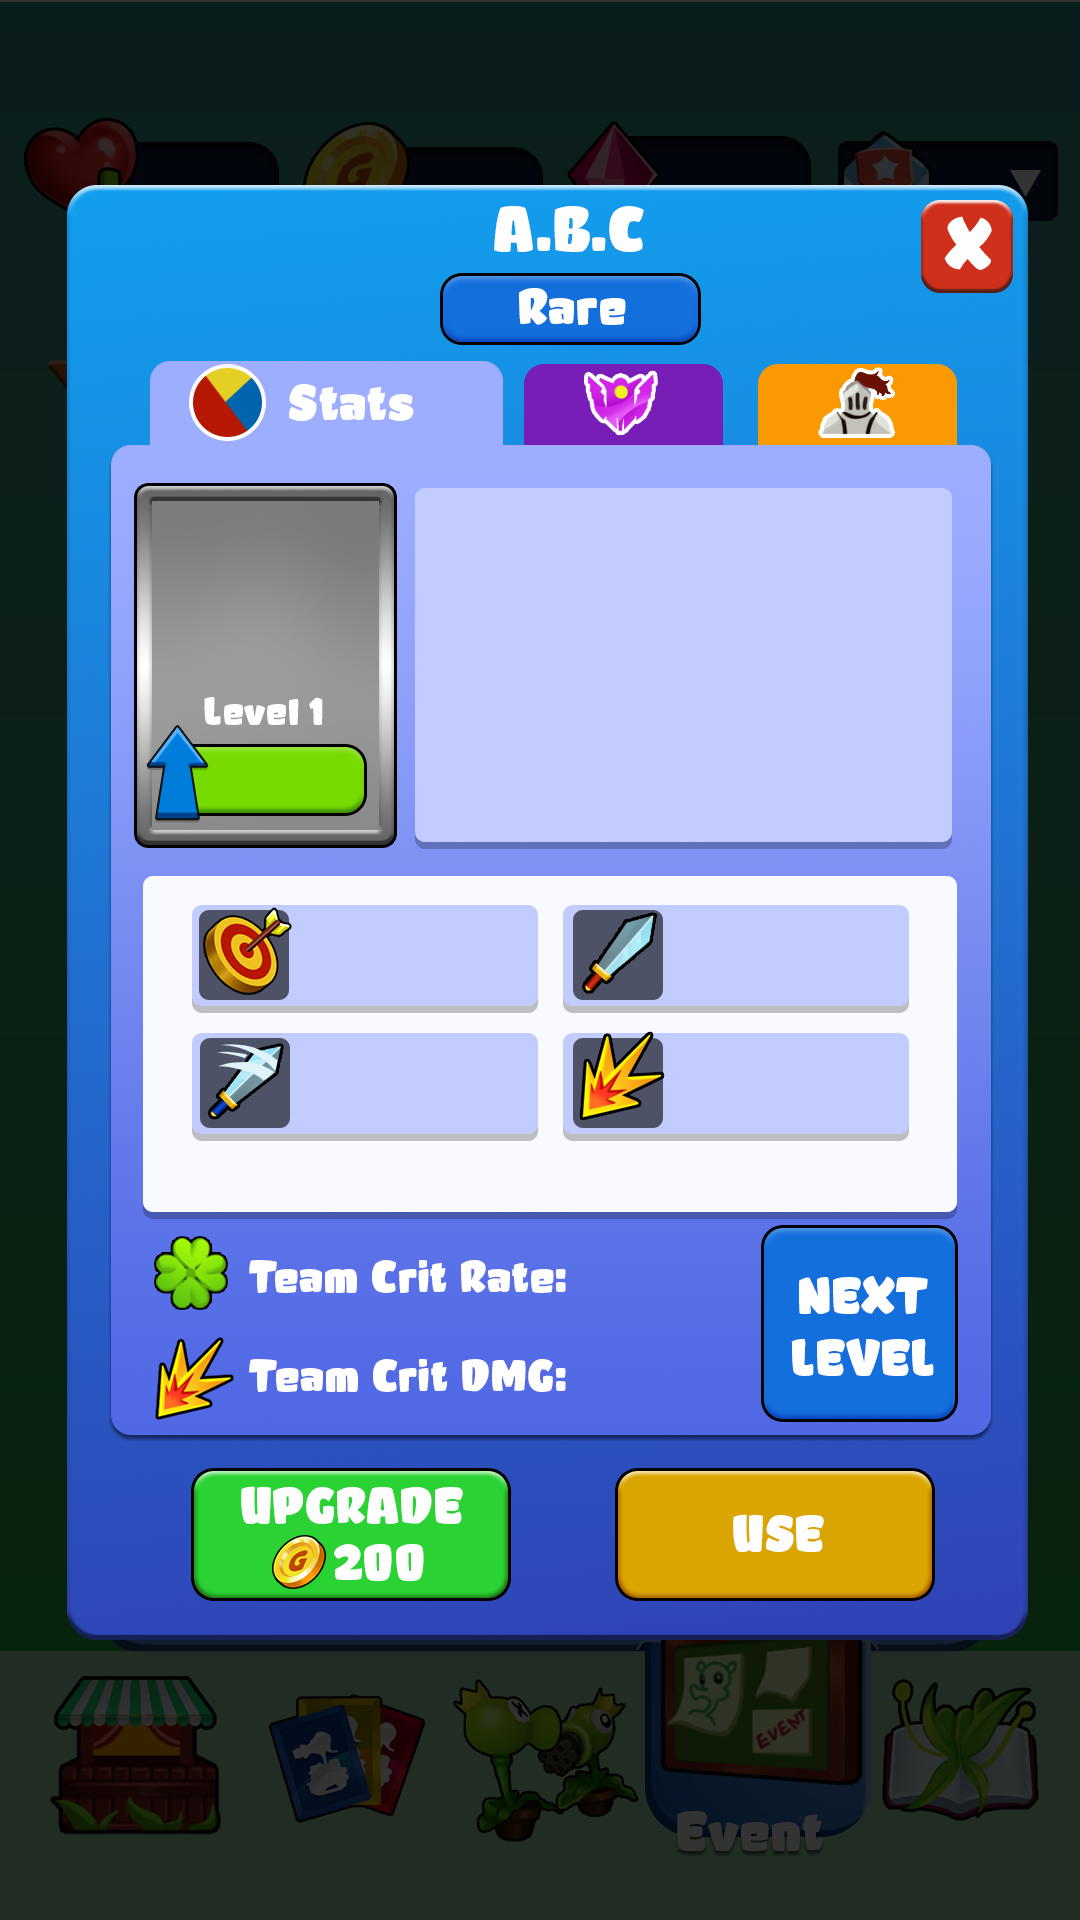 A.B.C
Rare
Stats
Level 1
Team Crit Rate:
Team Crit DMG:
NEXT
LEVEL
UPGRADE
G 200
USE
EVENT
Event